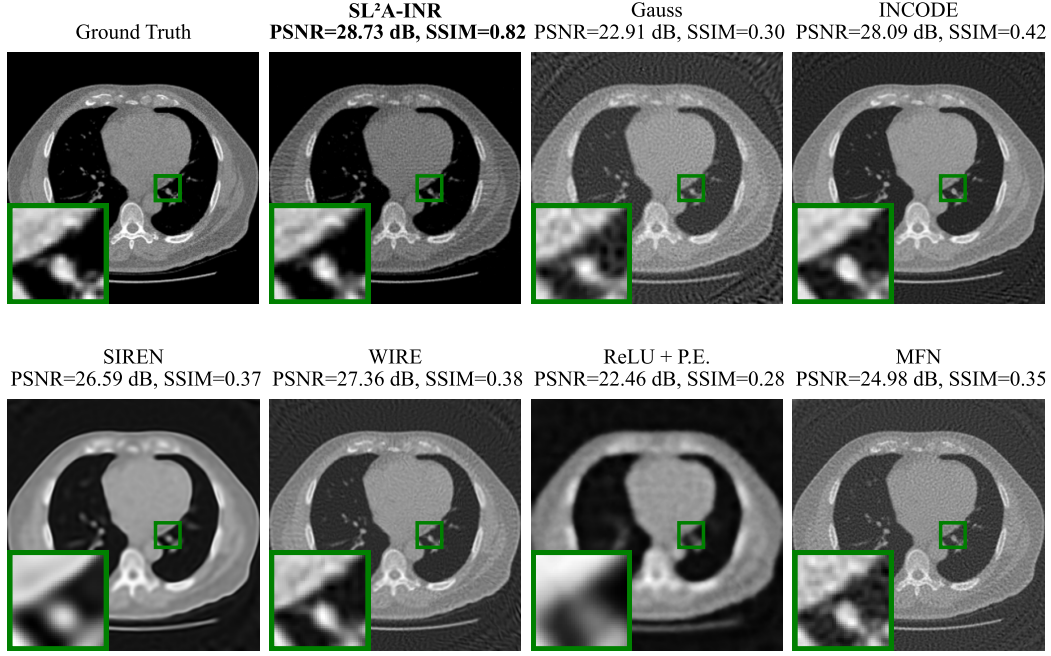 Ground Truth
SL²A-INR
PSNR=28.73 dB, SSIM=0.82
Gauss
PSNR=22.91 dB, SSIM=0.30
INCODE
PSNR=28.09 dB, SSIM=0.42
SIREN
PSNR=26.59 dB, SSIM=0.37
WIRE
PSNR=27.36 dB, SSIM=0.38
ReLU + P.E.
PSNR=22.46 dB, SSIM=0.28
MFN
PSNR=24.98 dB, SSIM=0.35